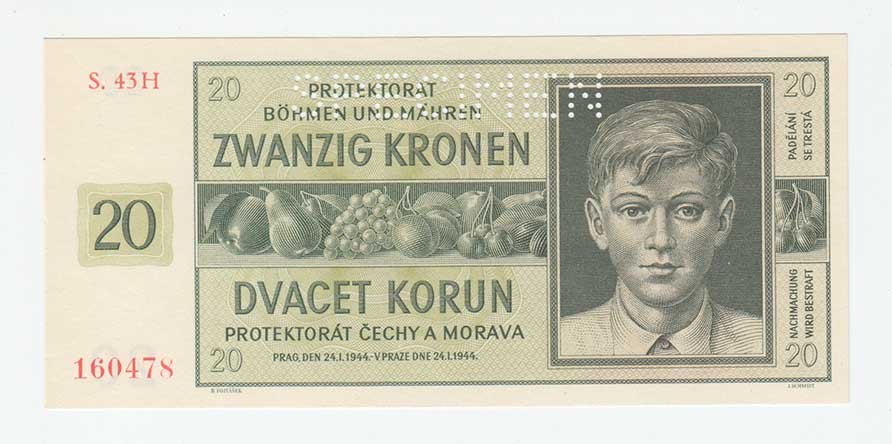 S. 43H
20
PROTEKTORAT
BÖHMEN UND MÄHREN
ZWANZIG KRONEN
20
DVACET KORUN
PROTEKTORÁT ČECHY A MORAVA
PRAG, DEN 24.I.1944.-V PRAZE DNE 24.I.1944.
20
160478
SPECIMEN
20
PADĚLÁNÍ
SE TRESTÁ
NACHMACHUNG
WIRD BESTRAFT
20